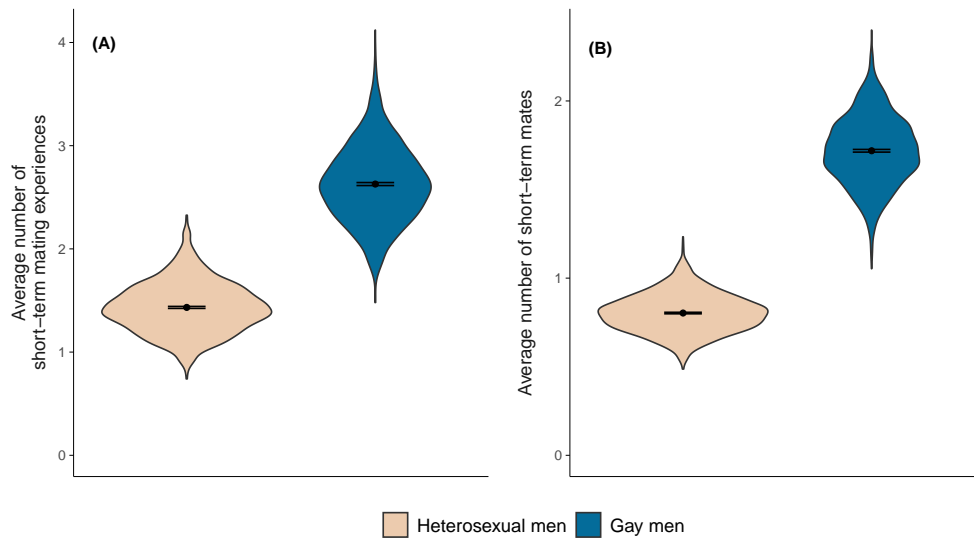 (A)
Average number of
short−term mating experiences
4
3
2
1
0
(B)
Average number of short−term mates
2
1
0
Heterosexual men
Gay men